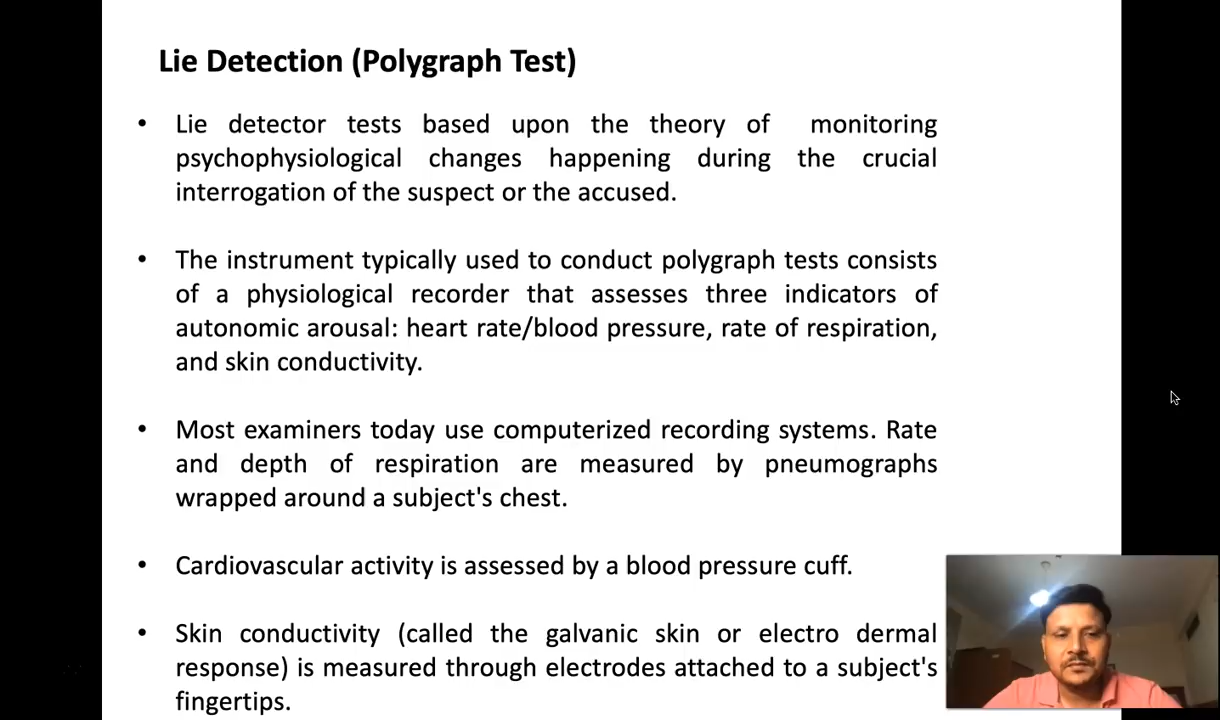 Lie Detection (Polygraph Test)
• Lie detector tests based upon the theory of monitoring
psychophysiological changes happening during the crucial
interrogation of the suspect or the accused.
• The instrument typically used to conduct polygraph tests consists
of a physiological recorder that assesses three indicators of
autonomic arousal: heart rate/blood pressure, rate of respiration,
and skin conductivity.
• Most examiners today use computerized recording systems. Rate
and depth of respiration are measured by pneumographs
wrapped around a subject's chest.
• Cardiovascular activity is assessed by a blood pressure cuff.
• Skin conductivity (called the galvanic skin or electro dermal
response) is measured through electrodes attached to a subject's
fingertips.